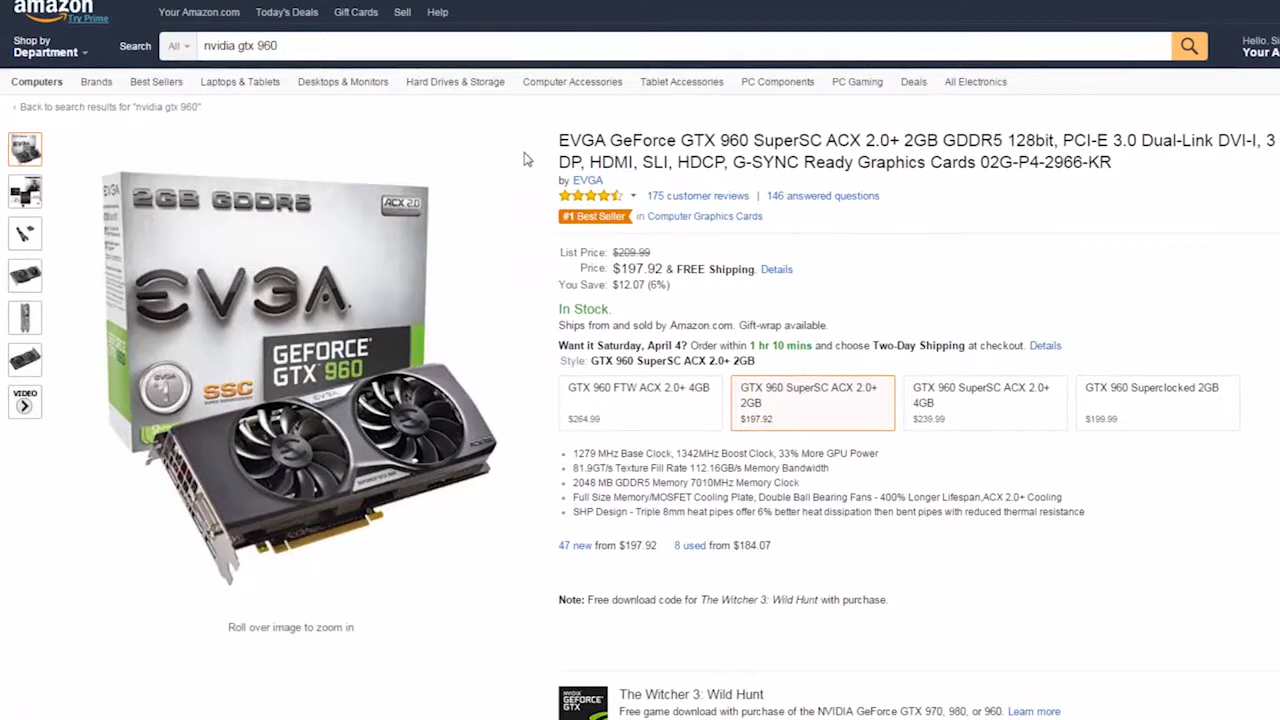 amazon
Try Prime
Your Amazon.com Today's Deals Gift Cards Sell Help
Shop by
Department
Search All nvidia gtx 960
Hello.
Your
Computers Brands Best Sellers Laptops & Tablets Desktops & Monitors Hard Drives & Storage Computer Accessories Tablet Accessories PC Components PC Gaming Deals All Electronics
‹ Back to search results for "nvidia gtx 960"
VIDEO
EVGA
2GB GDDR5
ACX 2.0
EVGA
GEFORCE
GTX 960
SSC
EVGA
Roll over image to zoom in
EVGA GeForce GTX 960 SuperSC ACX 2.0+ 2GB GDDR5 128bit, PCI-E 3.0 Dual-Link DVI-I, 3
DP, HDMI, SLI, HDCP, G-SYNC Ready Graphics Cards 02G-P4-2966-KR
by EVGA
175 customer reviews | 146 answered questions
#1 Best Seller in Computer Graphics Cards
List Price: $209.99
Price: $197.92 & FREE Shipping. Details
You Save: $12.07 (6%)
In Stock.
Ships from and sold by Amazon.com. Gift-wrap available.
Want it Saturday, April 4? Order within 1 hr 10 mins and choose Two-Day Shipping at checkout. Details
Style: GTX 960 SuperSC ACX 2.0+ 2GB
GTX 960 FTW ACX 2.0+ 4GB
$264.99
GTX 960 SuperSC ACX 2.0+
2GB
$197.92
GTX 960 SuperSC ACX 2.0+
4GB
$239.99
GTX 960 Superclocked 2GB
$199.99
• 1279 MHz Base Clock, 1342MHz Boost Clock, 33% More GPU Power
• 81.9GT/s Texture Fill Rate 112.16GB/s Memory Bandwidth
• 2048 MB GDDR5 Memory 7010MHz Memory Clock
• Full Size Memory/MOSFET Cooling Plate, Double Ball Bearing Fans - 400% Longer Lifespan,ACX 2.0+ Cooling
• SHP Design - Triple 8mm heat pipes offer 6% better heat dissipation then bent pipes with reduced thermal resistance
47 new from $197.92 8 used from $184.07
Note: Free download code for The Witcher 3: Wild Hunt with purchase.
NVIDIA
GEFORCE
GTX
The Witcher 3: Wild Hunt
Free game download with purchase of the NVIDIA GeForce GTX 970, 980, or 960. Learn more